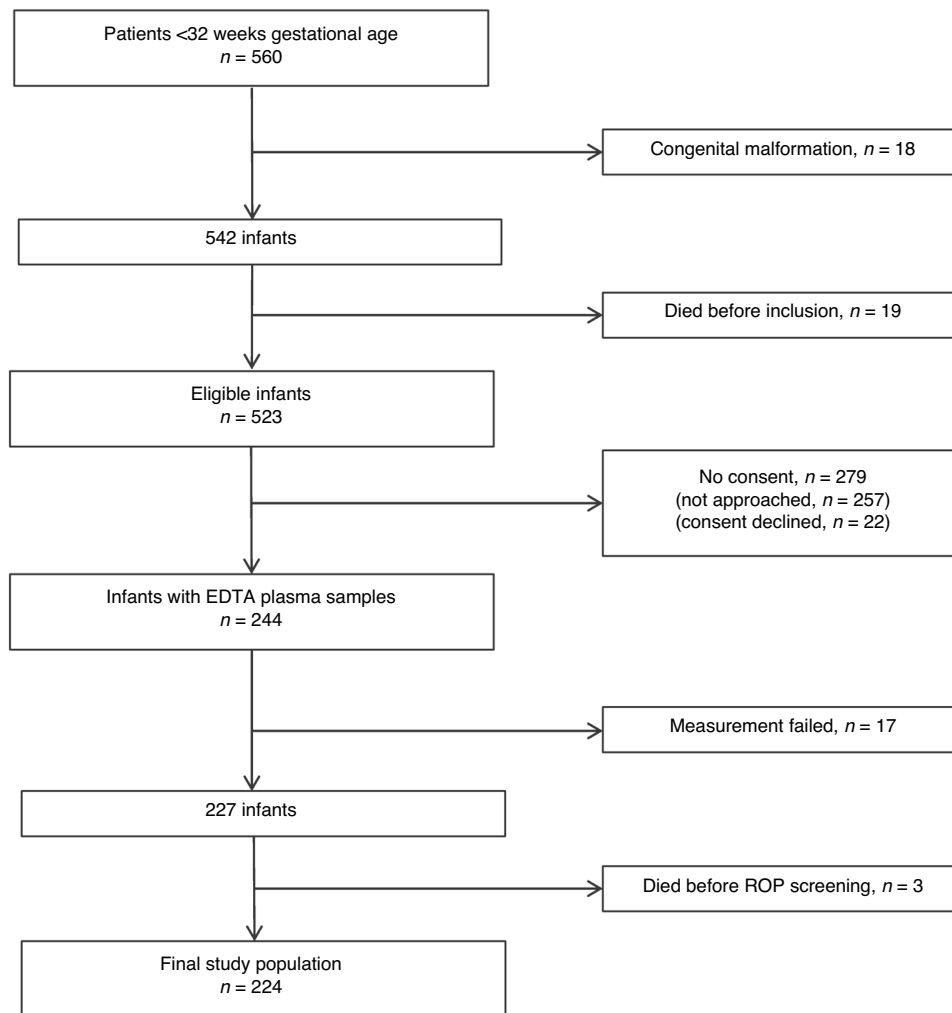 Patients <32 weeks gestational age
n = 560
Congenital malformation, n = 18
542 infants
Died before inclusion, n = 19
Eligible infants
n = 523
No consent, n = 279
(not approached, n = 257)
(consent declined, n = 22)
Infants with EDTA plasma samples
n = 244
Measurement failed, n = 17
227 infants
Died before ROP screening, n = 3
Final study population
n = 224